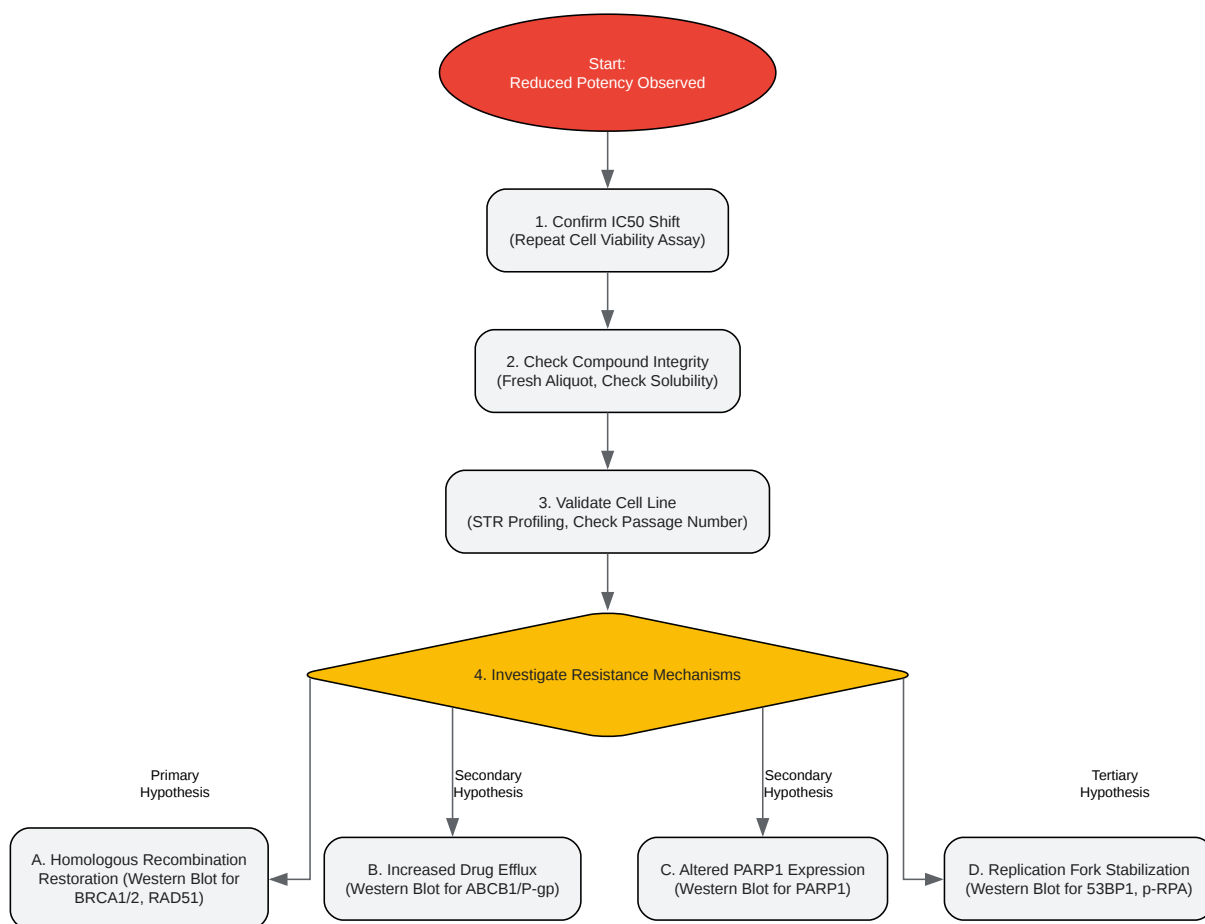 Start:
Reduced Potency Observed
1. Confirm IC50 Shift
(Repeat Cell Viability Assay)
2. Check Compound Integrity
(Fresh Aliquot, Check Solubility)
3. Validate Cell Line
(STR Profiling, Check Passage Number)
4. Investigate Resistance Mechanisms
Primary
Hypothesis
Secondary
Hypothesis
Secondary
Hypothesis
Tertiary
Hypothesis
A. Homologous Recombination
Restoration (Western Blot for
BRCA1/2, RAD51)
B. Increased Drug Efflux
(Western Blot for ABCB1/P-gp)
C. Altered PARP1 Expression
(Western Blot for PARP1)
D. Replication Fork Stabilization
(Western Blot for 53BP1, p-RPA)